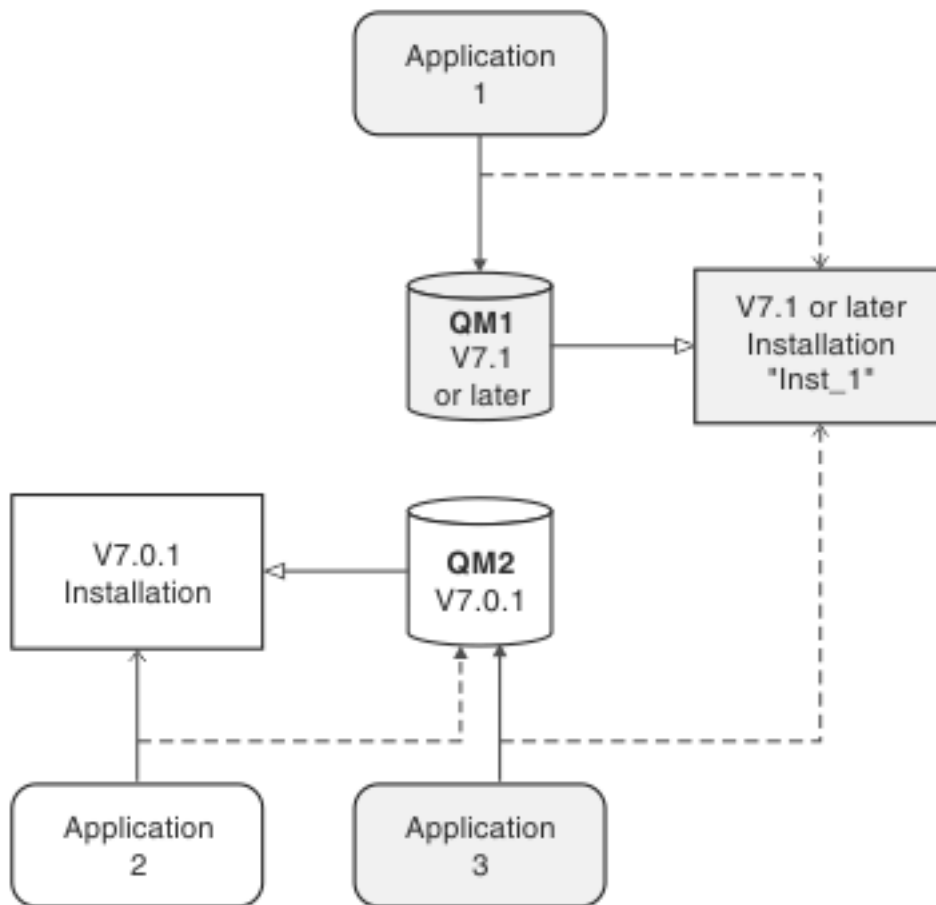 Application
1
QM1
V7.1
or later
V7.1 or later
Installation
"Inst_1"
V7.0.1
Installation
QM2
V7.0.1
Application
2
Application
3